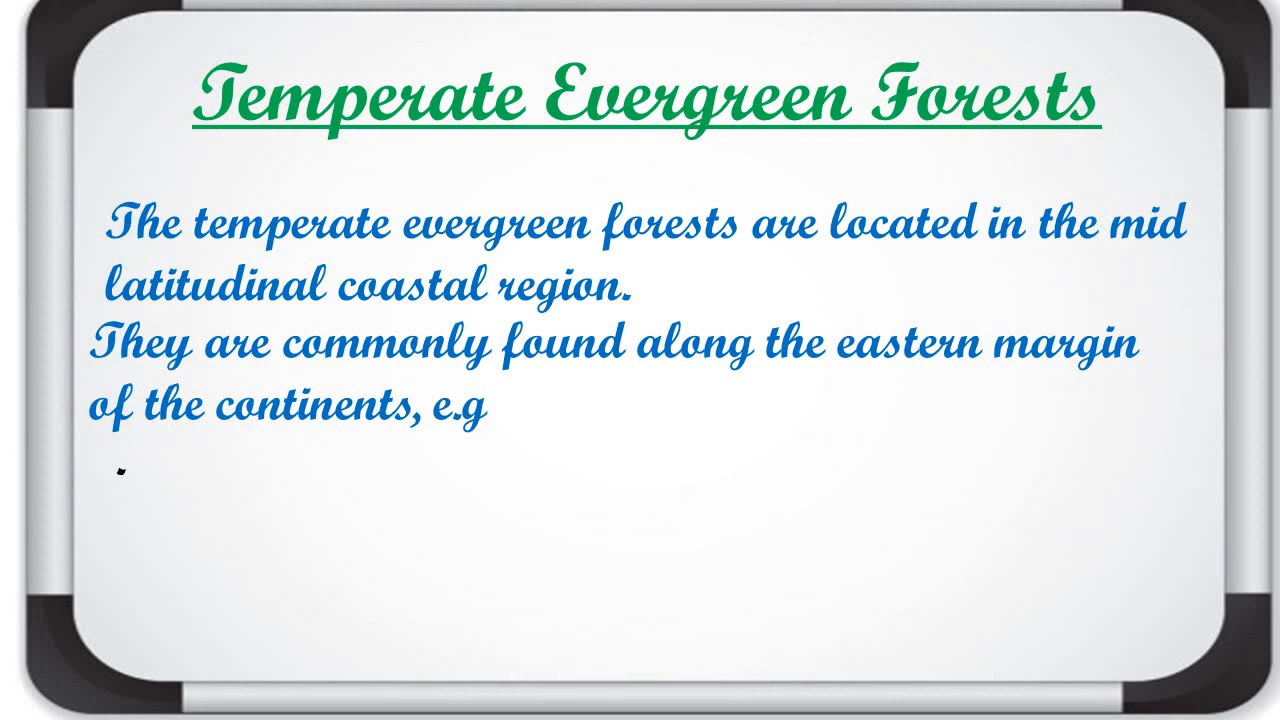 Temperate Evergreen Forests
The temperate evergreen forests are located in the mid
latitudinal coastal region.
They are commonly found along the eastern margin
of the continents, e.g
.